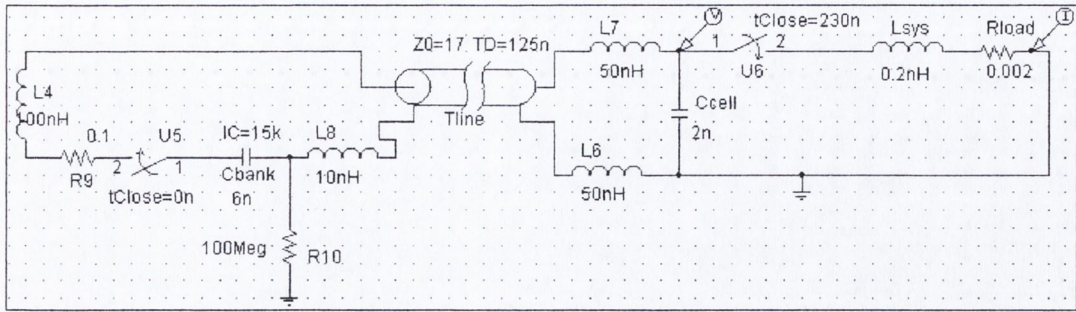 L7
V
tClose=230n
Lsys
Rload
I
Z0=17 TD=125n
1
2
50nH
U6
0.2nH
0.002
L4
100nH
Tline
Ccell
2n
0.1
U5
IC=15k
L8
L6
2
1
R9
Cbank
10nH
tClose=0n
6n
50nH
100Meg
R10